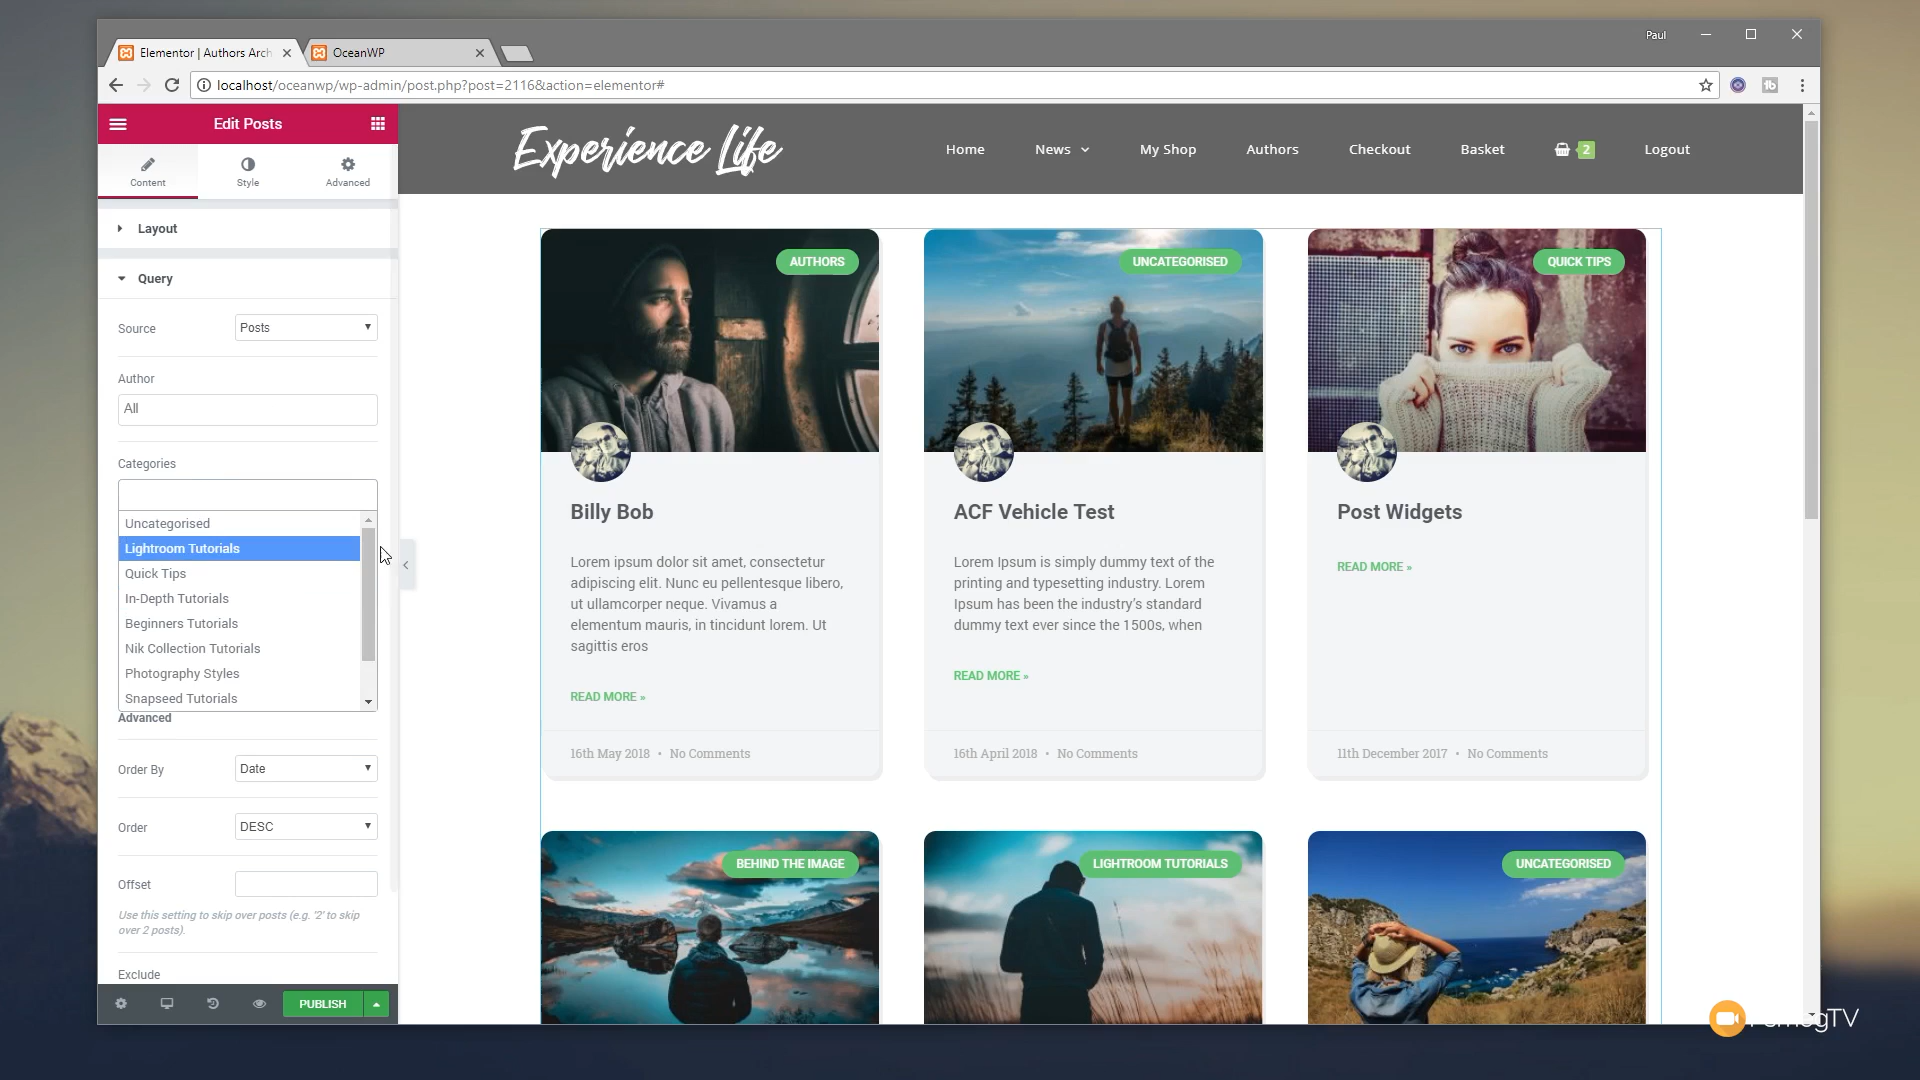 Paul
Elementor | Authors Arch
OceanWP
localhost/oceanwp/wp-admin/post.php?post=2116&action=elementor#
Edit Posts
Content
Style
Advanced
Layout
Query
Source
Posts
Author
All
Categories
Uncategorised
Lightroom Tutorials
Quick Tips
In-Depth Tutorials
Beginners Tutorials
Nik Collection Tutorials
Photography Styles
Snapseed Tutorials
Advanced
Order By
Date
Order
DESC
Offset
Use this setting to skip over posts (e.g. '2' to skip
over 2 posts).
Exclude
PUBLISH
Experience Life
Home
News
My Shop
Authors
Checkout
Basket
2
Logout
AUTHORS
Billy Bob
Lorem ipsum dolor sit amet, consectetur
adipiscing elit. Nunc eu pellentesque libero,
ut ullamcorper neque. Vivamus a
elementum mauris, in tincidunt lorem. Ut
sagittis eros
READ MORE »
16th May 2018 • No Comments
UNCATEGORISED
ACF Vehicle Test
Lorem Ipsum is simply dummy text of the
printing and typesetting industry. Lorem
Ipsum has been the industry's standard
dummy text ever since the 1500s, when
READ MORE »
16th April 2018 • No Comments
QUICK TIPS
Post Widgets
READ MORE »
11th December 2017 • No Comments
BEHIND THE IMAGE
LIGHTROOM TUTORIALS
UNCATEGORISED